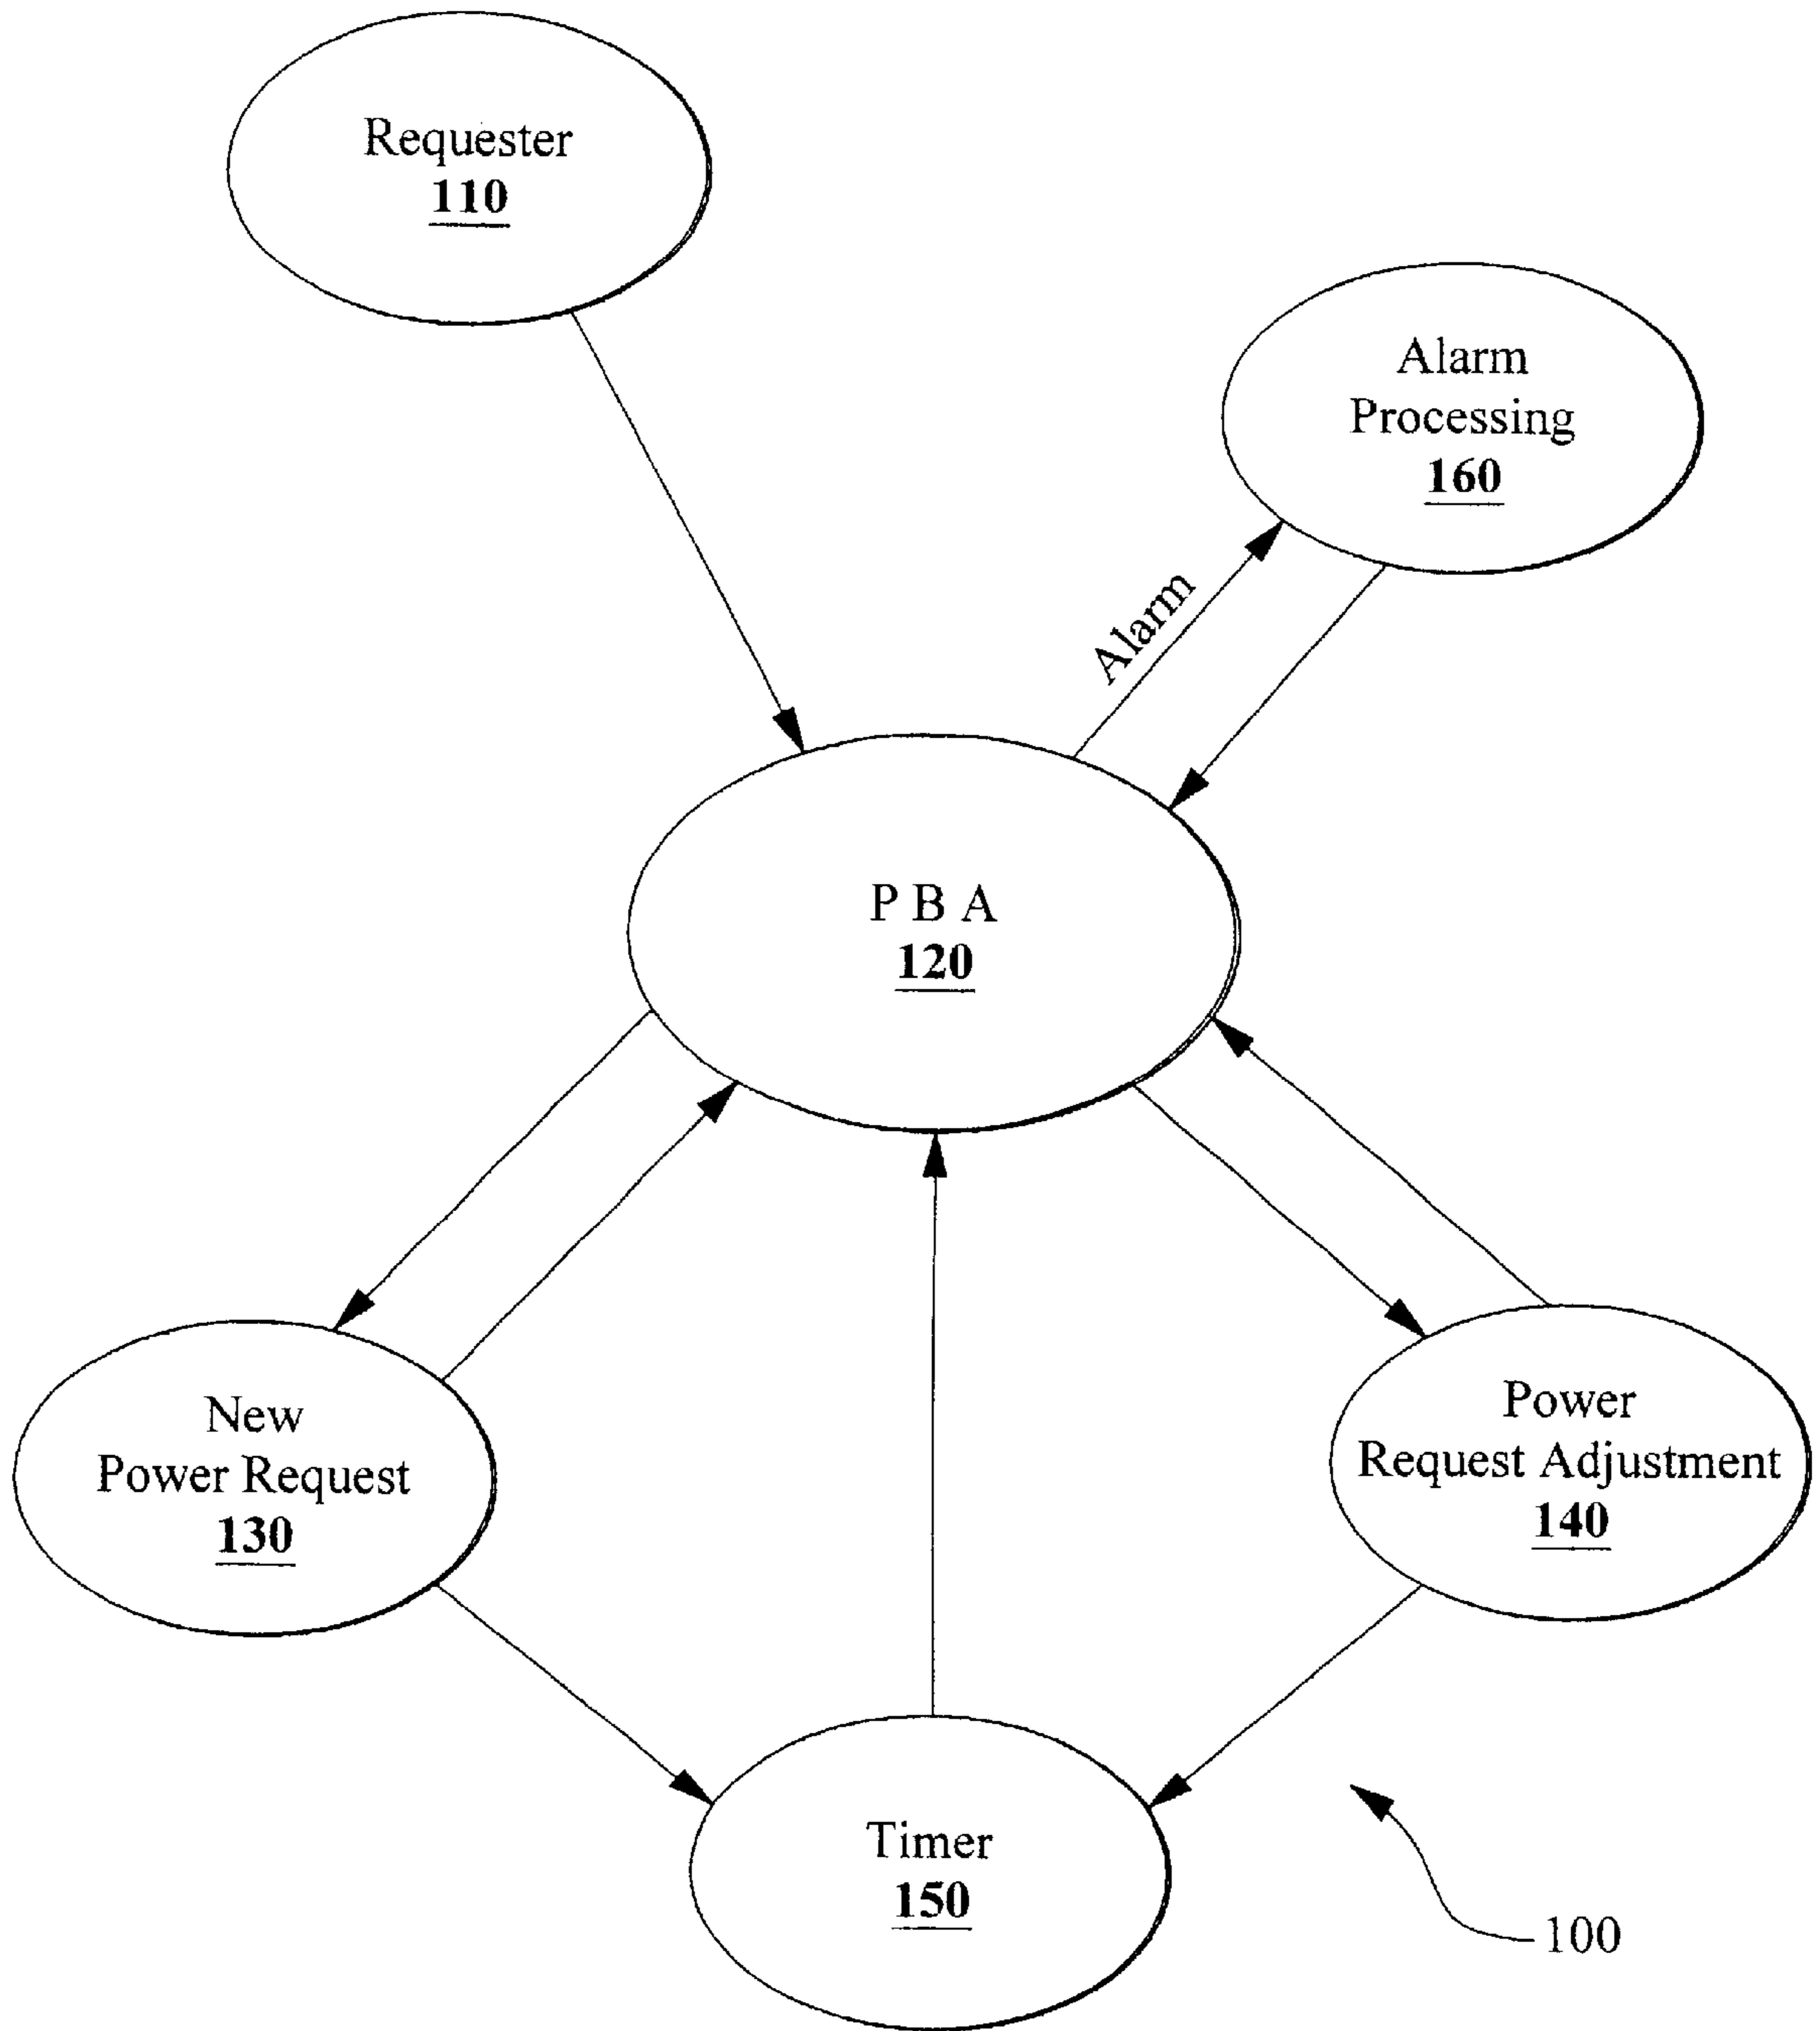 Requester
110
Alarm
Processing
160
Alarm
P B A
120
New
Power Request
130
Power
Request Adjustment
140
Timer
150
100